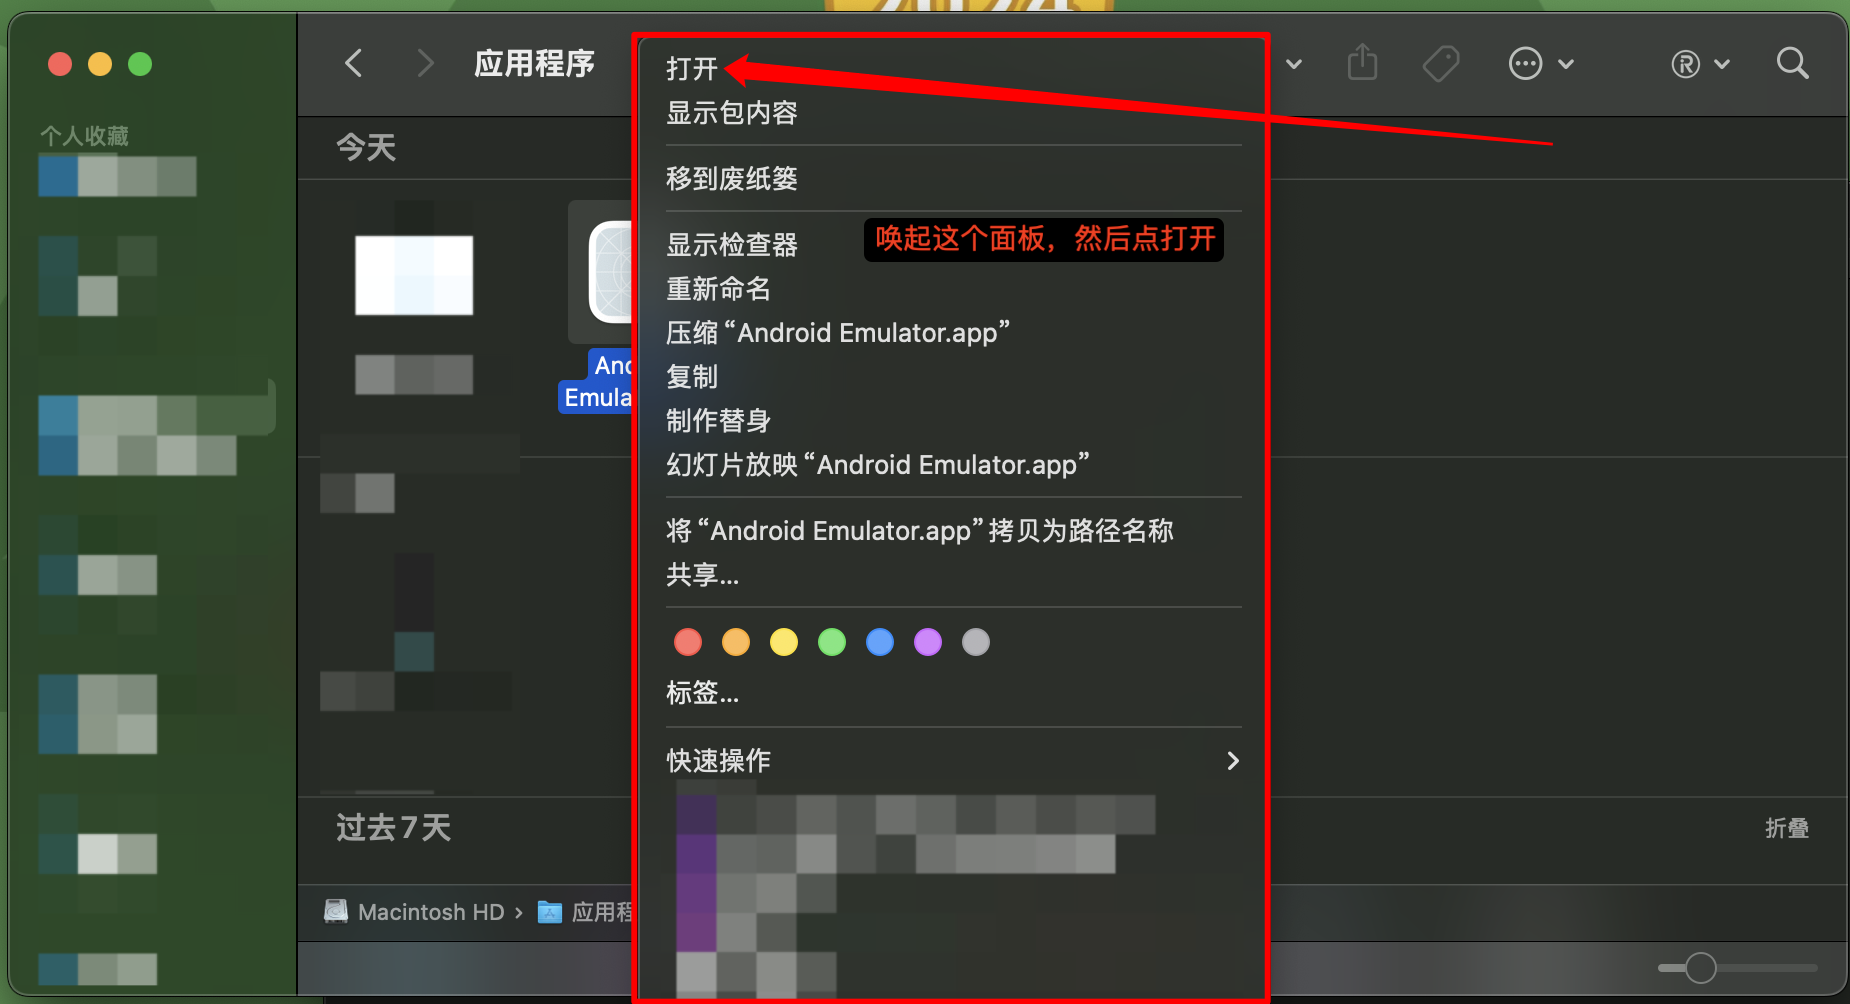 应用程序
个人收藏
今天
And
Emula
打开
显示包内容
移到废纸篓
显示检查器
唤起这个面板，然后点打开
重新命名
压缩“Android Emulator.app”
复制
制作替身
幻灯片放映“Android Emulator.app”
将“Android Emulator.app”拷贝为路径名称
共享...
标签...
快速操作
过去7天
折叠
Macintosh HD › 应用程